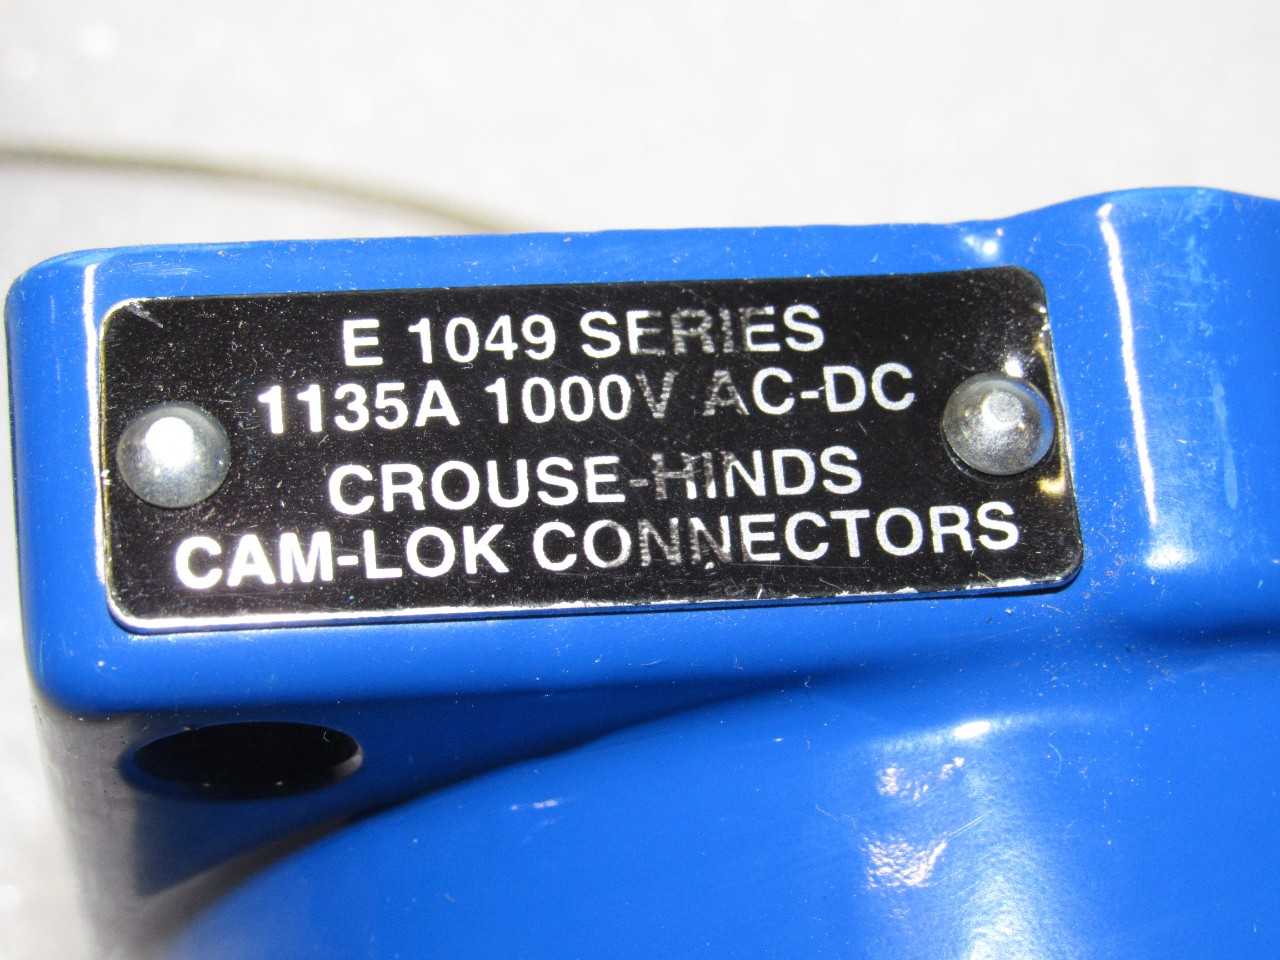 E 1049 SERIES
1135A 1000V AC-DC
CROUSE-HINDS
CAM-LOK CONNECTORS